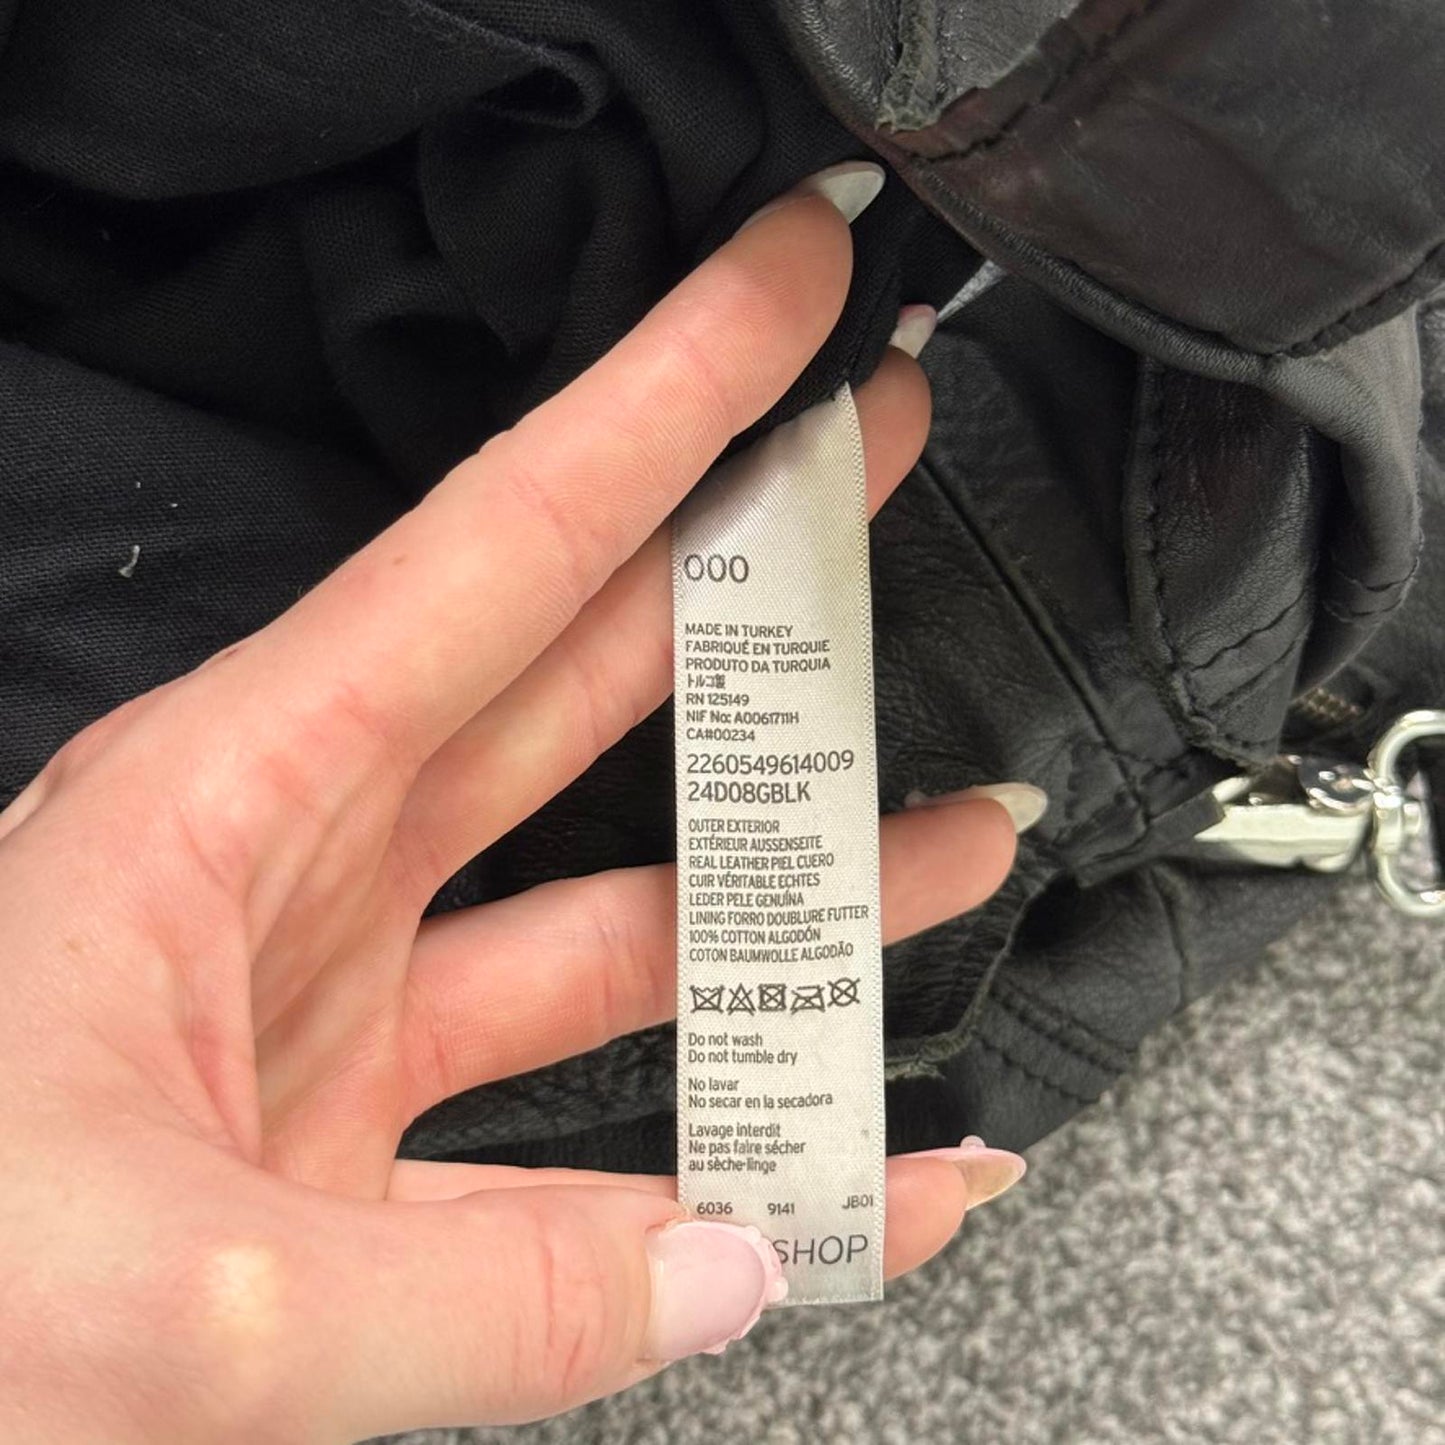 000
MADE IN TURKEY
FABRIQUÉ EN TURQUIE
PRODUTO DA TURQUIA
トルコ製
RN 125149
NIF No: A0061711H
CA#00234
2260549614009
24D08GBLK
OUTER EXTERIOR
EXTÉRIEUR AUSSENSEITE
REAL LEATHER PIEL CUERO
CUIR VÉRITABLE ECHTES
LEDER PELE GENUÍNA
LINING FORRO DOUBLURE FUTTER
100% COTTON ALGODÓN
COTON BAUMWOLLE ALGODÃO
Do not wash
Do not tumble dry
No lavar
No secar en la secadora
Lavage interdit
Ne pas faire sécher
au sèche-linge
6036 9141 JB01
SHOP